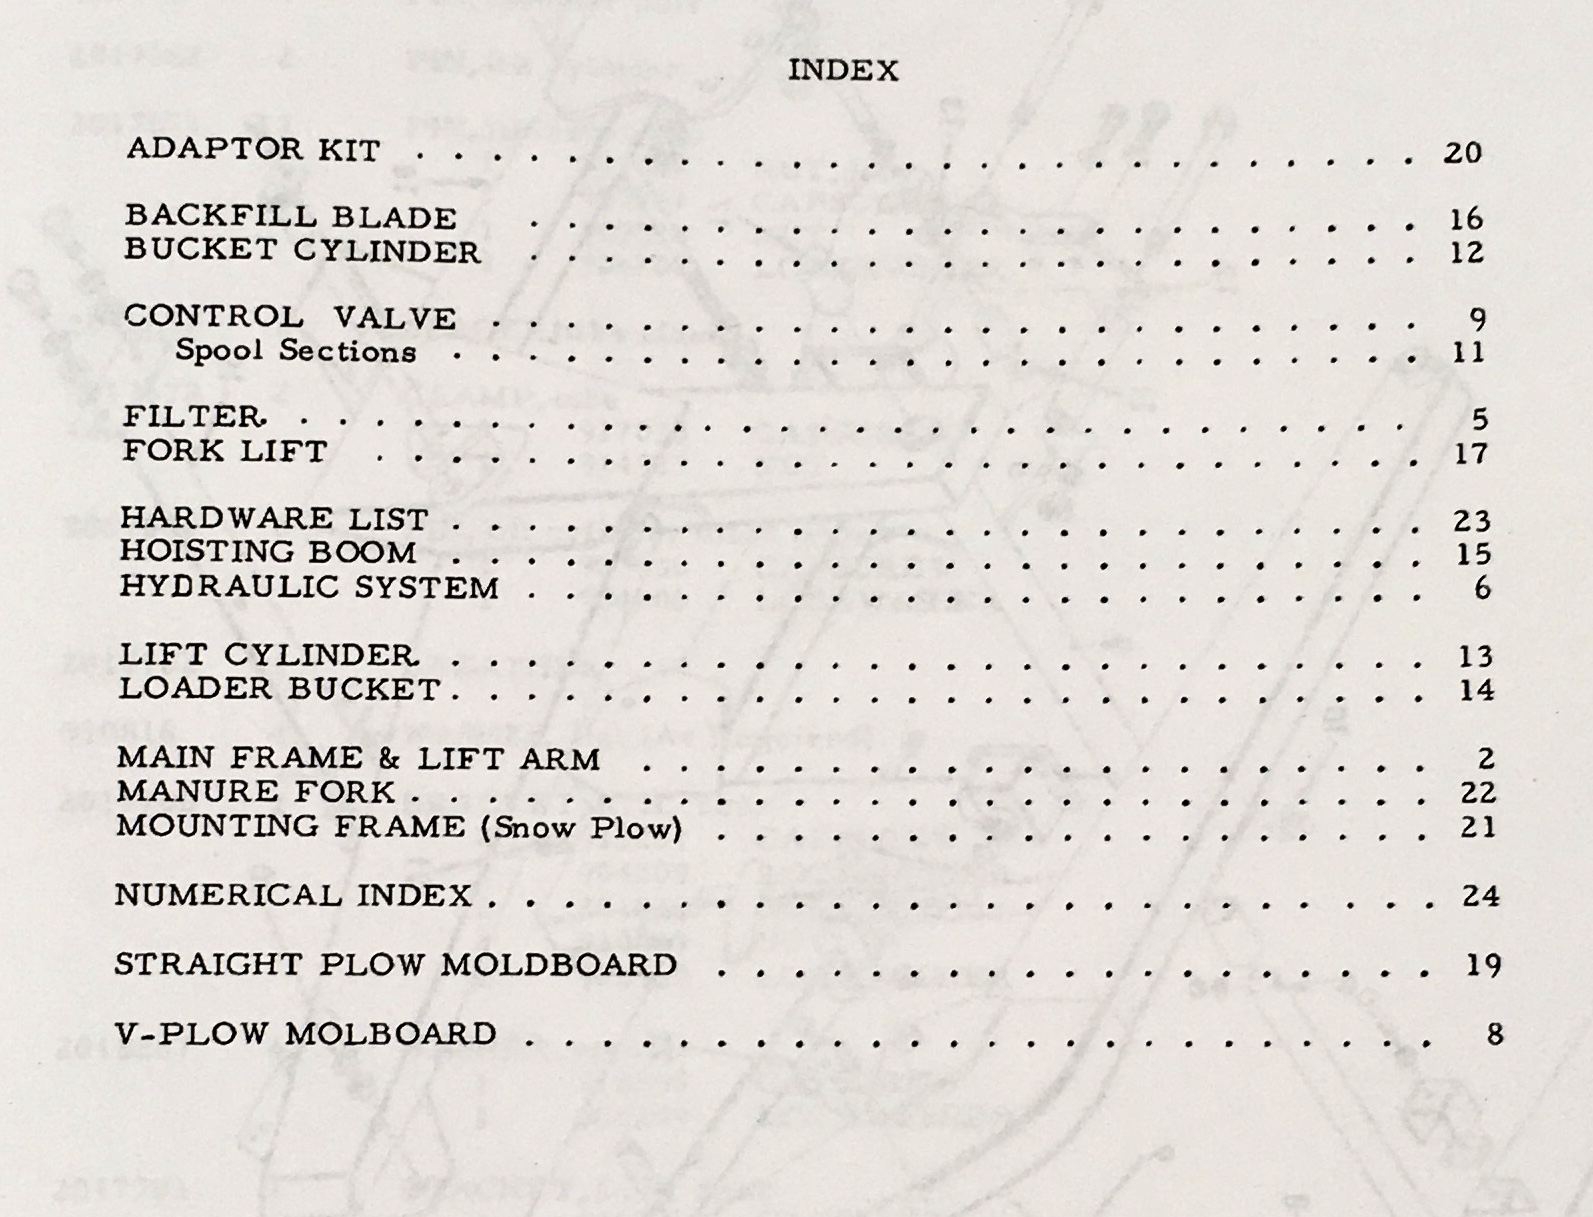 INDEX
ADAPTOR KIT . . . . . . . . . . . . . . . . . . . . . . . . . . . 20
BACKFILL BLADE . . . . . . . . . . . . . . . . . . . . . . . . 16
BUCKET CYLINDER . . . . . . . . . . . . . . . . . . . . . . . . 12
CONTROL VALVE . . . . . . . . . . . . . . . . . . . . . . . . . 9
Spool Sections . . . . . . . . . . . . . . . . . . . . . . . . . . 11
FILTER. . . . . . . . . . . . . . . . . . . . . . . . . . . . . . 5
FORK LIFT . . . . . . . . . . . . . . . . . . . . . . . . . . . . 17
HARDWARE LIST . . . . . . . . . . . . . . . . . . . . . . . . . . 23
HOISTING BOOM . . . . . . . . . . . . . . . . . . . . . . . . . . 15
HYDRAULIC SYSTEM . . . . . . . . . . . . . . . . . . . . . . . . 6
LIFT CYLINDER. . . . . . . . . . . . . . . . . . . . . . . . . . . 13
LOADER BUCKET . . . . . . . . . . . . . . . . . . . . . . . . . . 14
MAIN FRAME & LIFT ARM . . . . . . . . . . . . . . . . . . . . . 2
MANURE FORK . . . . . . . . . . . . . . . . . . . . . . . . . . . 22
MOUNTING FRAME (Snow Plow) . . . . . . . . . . . . . . . . . . . 21
NUMERICAL INDEX . . . . . . . . . . . . . . . . . . . . . . . . . 24
STRAIGHT PLOW MOLDBOARD . . . . . . . . . . . . . . . . . . . 19
V-PLOW MOLBOARD . . . . . . . . . . . . . . . . . . . . . . . . 8